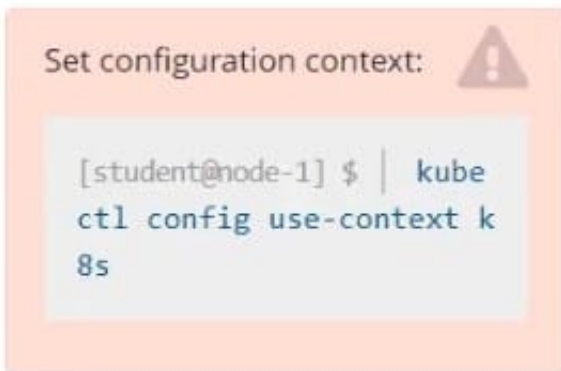 Set configuration context:
[student@node-1] $ | kube
ctl config use-context k
8s